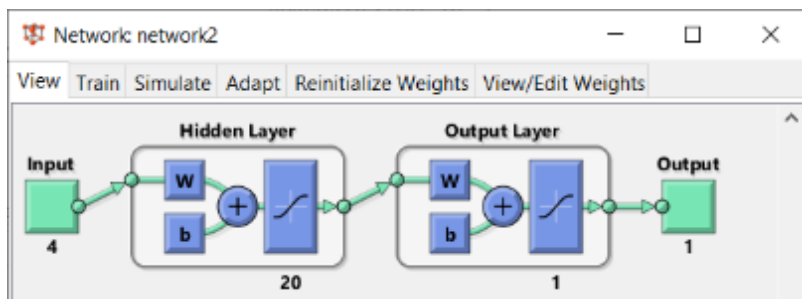 Network: network2
View Train Simulate Adapt Reinitialize Weights View/Edit Weights
Hidden Layer Output Layer
Input Output
W W
b b
4 1
20 1